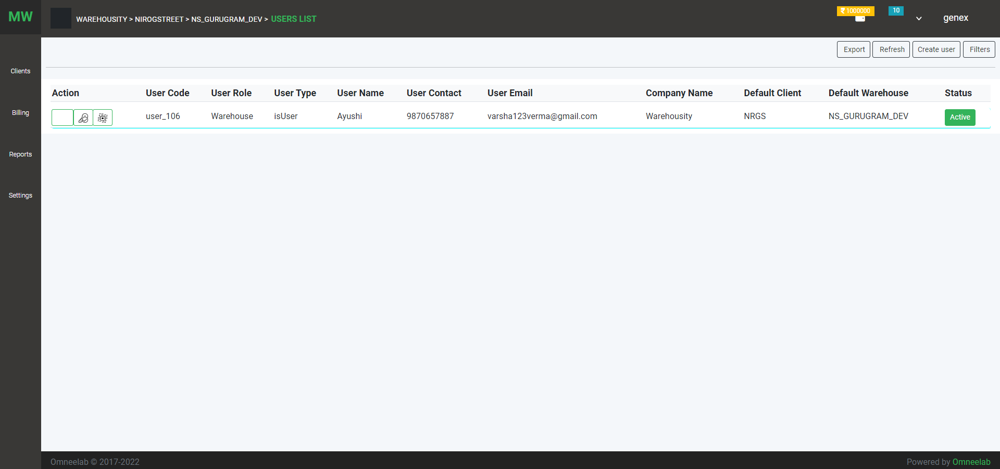 MW
WAREHOUSITY > NIROGSTREET > NS_GURUGRAM_DEV > USERS LIST
₹ 1000000
10
genex
Clients
Billing
Reports
Settings
Export Refresh Create user Filters
Action User Code User Role User Type User Name User Contact User Email Company Name Default Client Default Warehouse Status
user_106 Warehouse isUser Ayushi 9870657887 varsha123verma@gmail.com Warehousity NRGS NS_GURUGRAM_DEV Active
Omneelab © 2017-2022
Powered by Omneelab